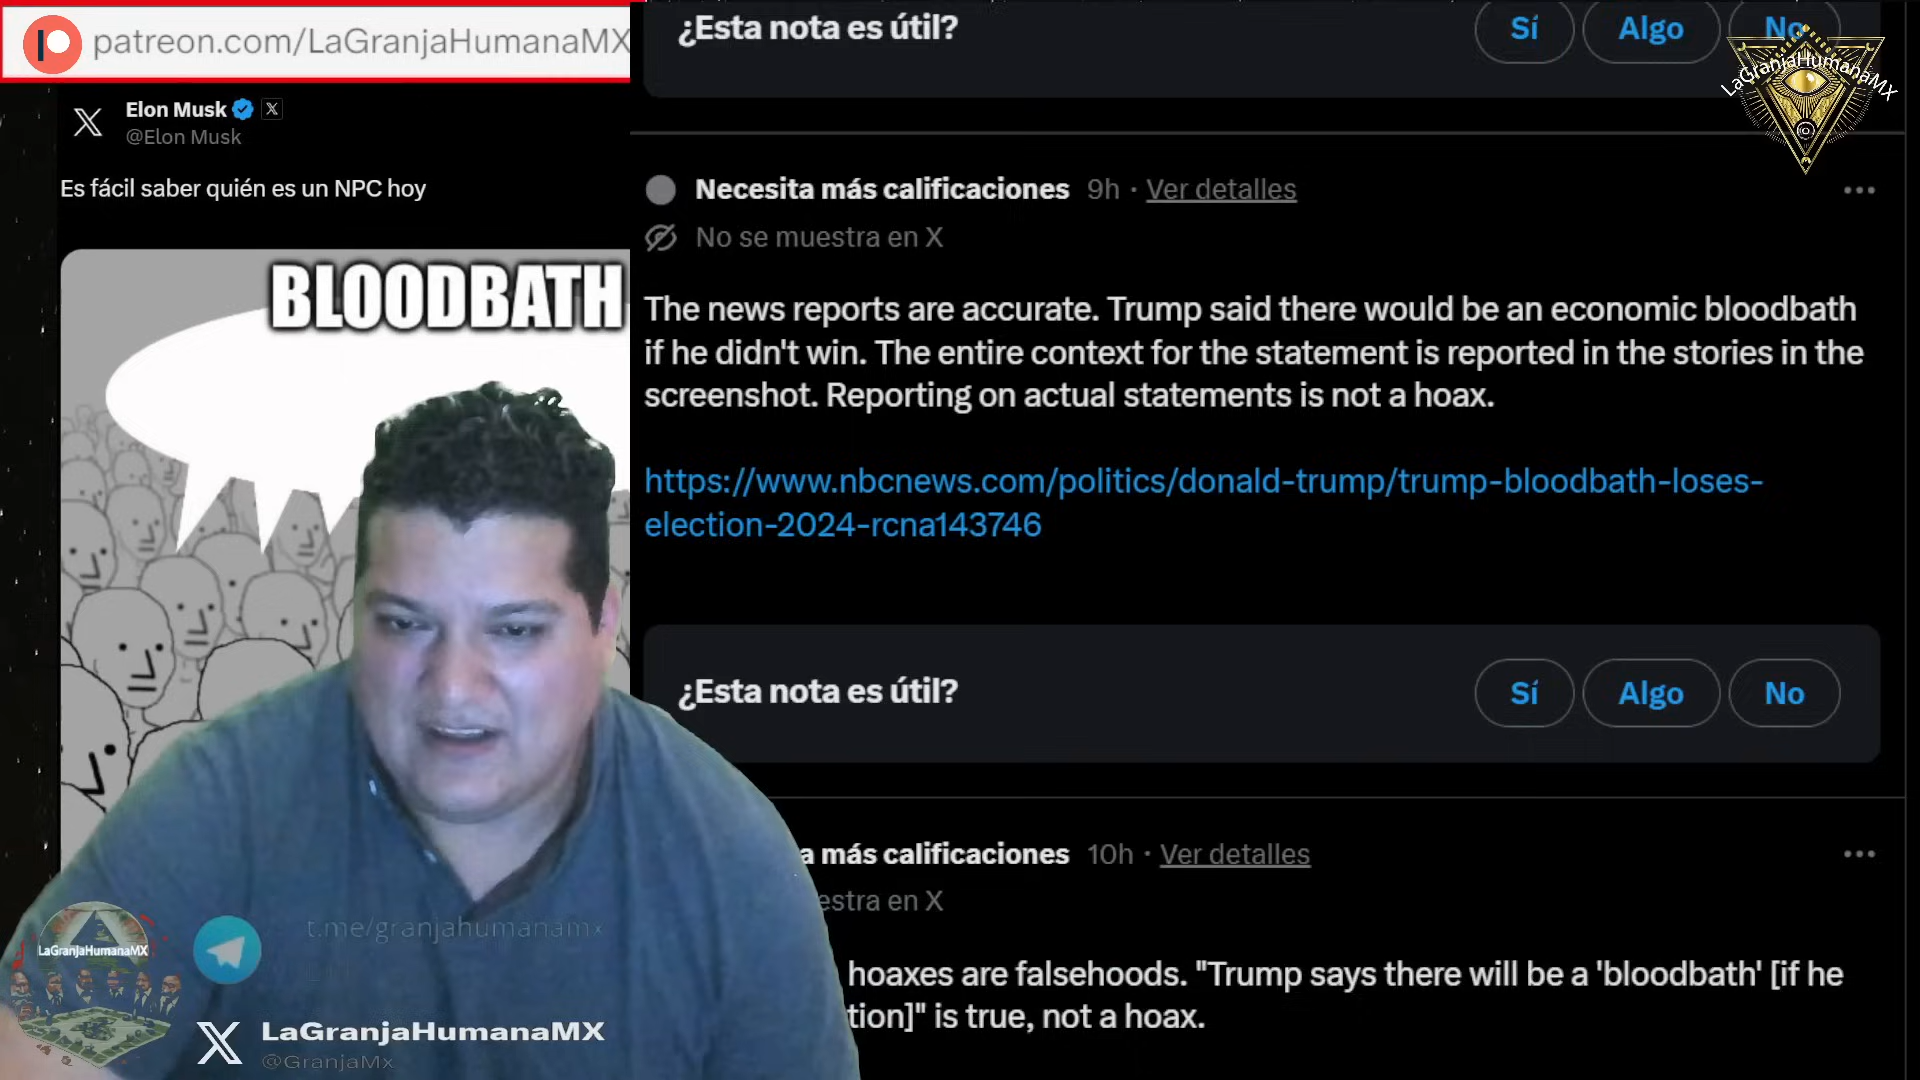 patreon.com/LaGranjaHumanaMX
Elon Musk
@Elon Musk
Es fácil saber quién es un NPC hoy
BLOODBATH
¿Esta nota es útil?
Sí
Algo
No
LaGranjaHumanaMX
Necesita más calificaciones 9h · Ver detalles
No se muestra en X
The news reports are accurate. Trump said there would be an economic bloodbath
if he didn't win. The entire context for the statement is reported in the stories in the
screenshot. Reporting on actual statements is not a hoax.
https://www.nbcnews.com/politics/donald-trump/trump-bloodbath-loses-
election-2024-rcna143746
¿Esta nota es útil?
Sí
Algo
No
a más calificaciones 10h · Ver detalles
estra en X
hoaxes are falsehoods. "Trump says there will be a 'bloodbath' [if he
tion]" is true, not a hoax.
LaGranjaHumanaMX
t.me/granjahumanamx
LaGranjaHumanaMX
@GranjaMx